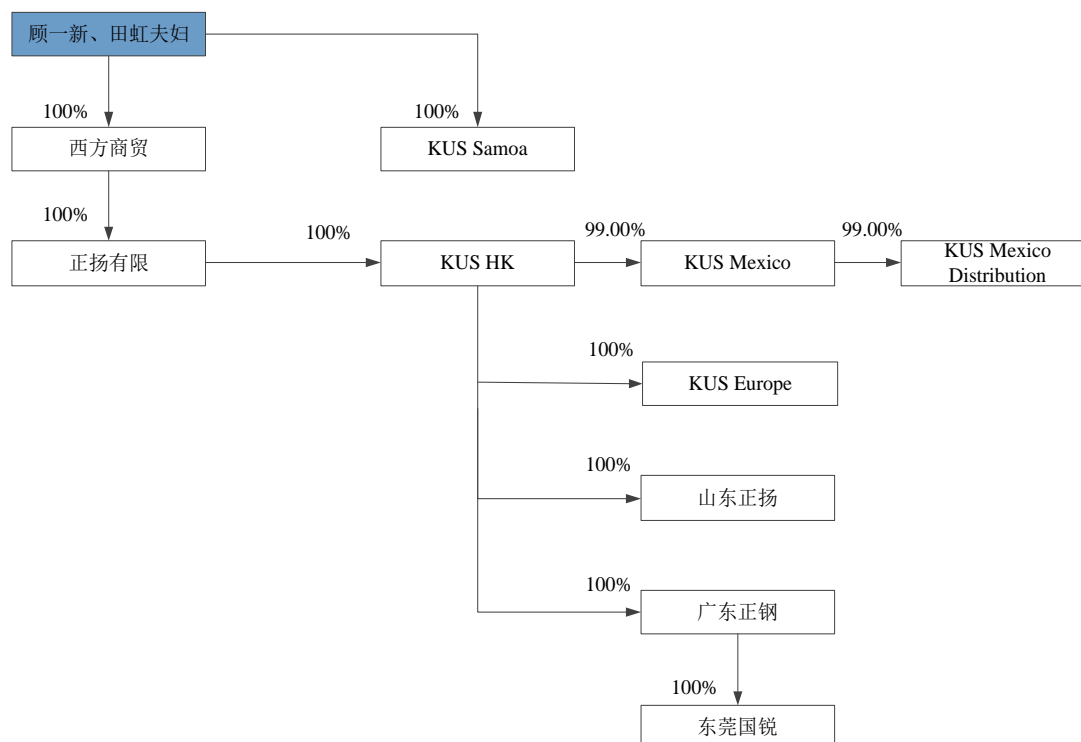 顾一新、田虹夫妇
100%
100%
西方商贸
KUS Samoa
100%
100%
99.00%
99.00%
正扬有限
KUS HK
KUS Mexico
KUS Mexico
Distribution
100%
KUS Europe
100%
山东正扬
100%
广东正钢
100%
东莞国锐